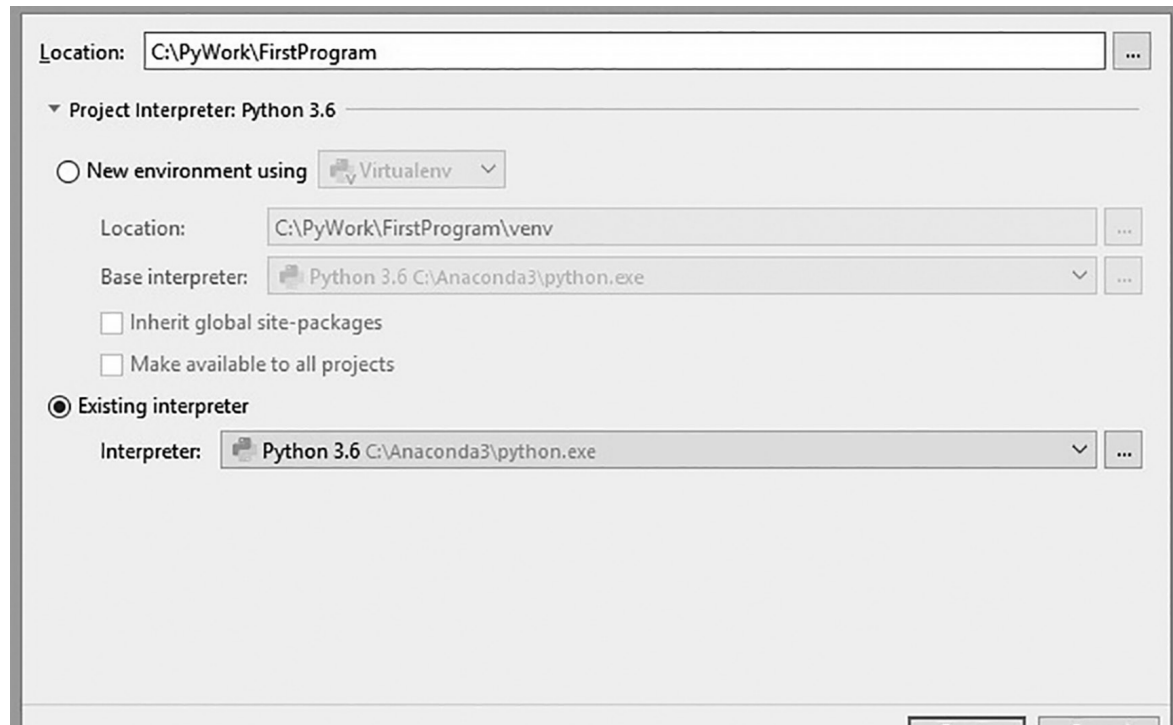 Location: C:\PyWork\FirstProgram ...
Project Interpreter: Python 3.6
New environment using Virtualenv
Location: C:\PyWork\FirstProgram\venv ...
Base interpreter: Python 3.6 C:\Anaconda3\python.exe ...
Inherit global site-packages
Make available to all projects
Existing interpreter
Interpreter: Python 3.6 C:\Anaconda3\python.exe ...